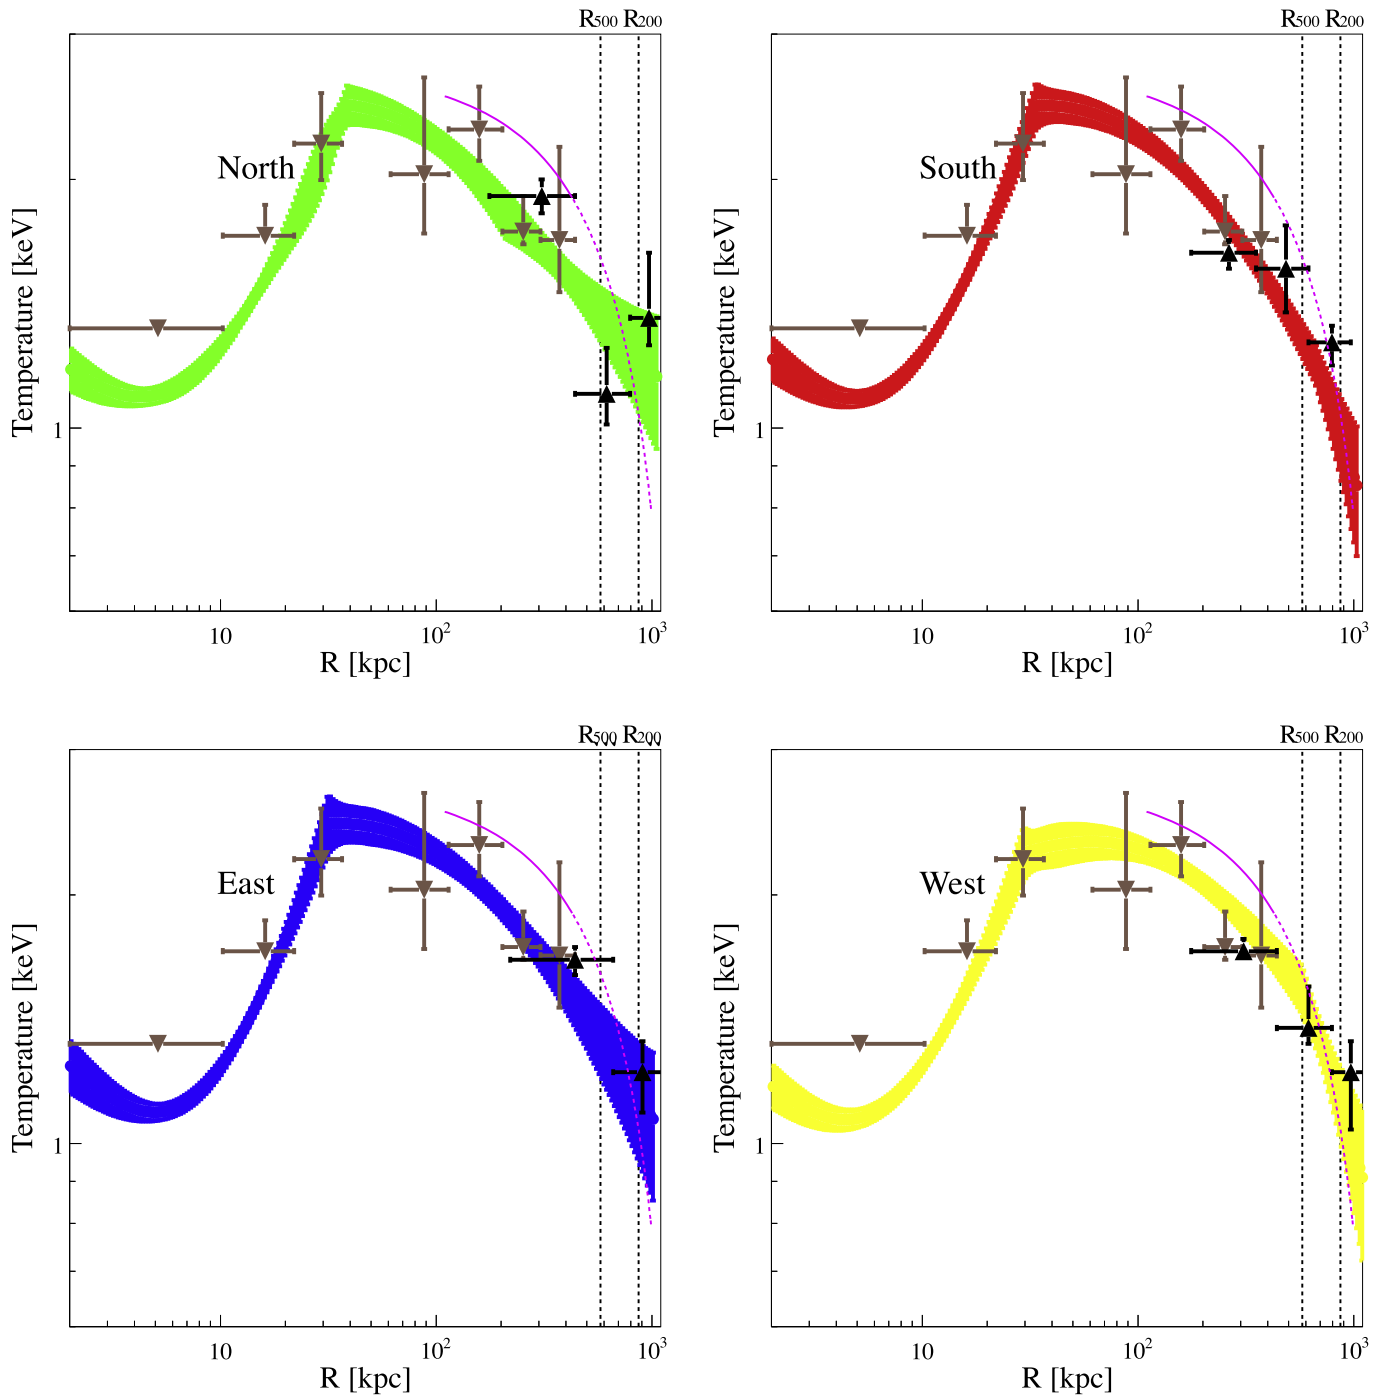 R500 R200
North
Temperature [keV]
1
10 10² 10³
R [kpc]
R500 R200
South
Temperature [keV]
1
10 10² 10³
R [kpc]
R500 R200
East
Temperature [keV]
1
10 10² 10³
R [kpc]
R500 R200
West
Temperature [keV]
1
10 10² 10³
R [kpc]